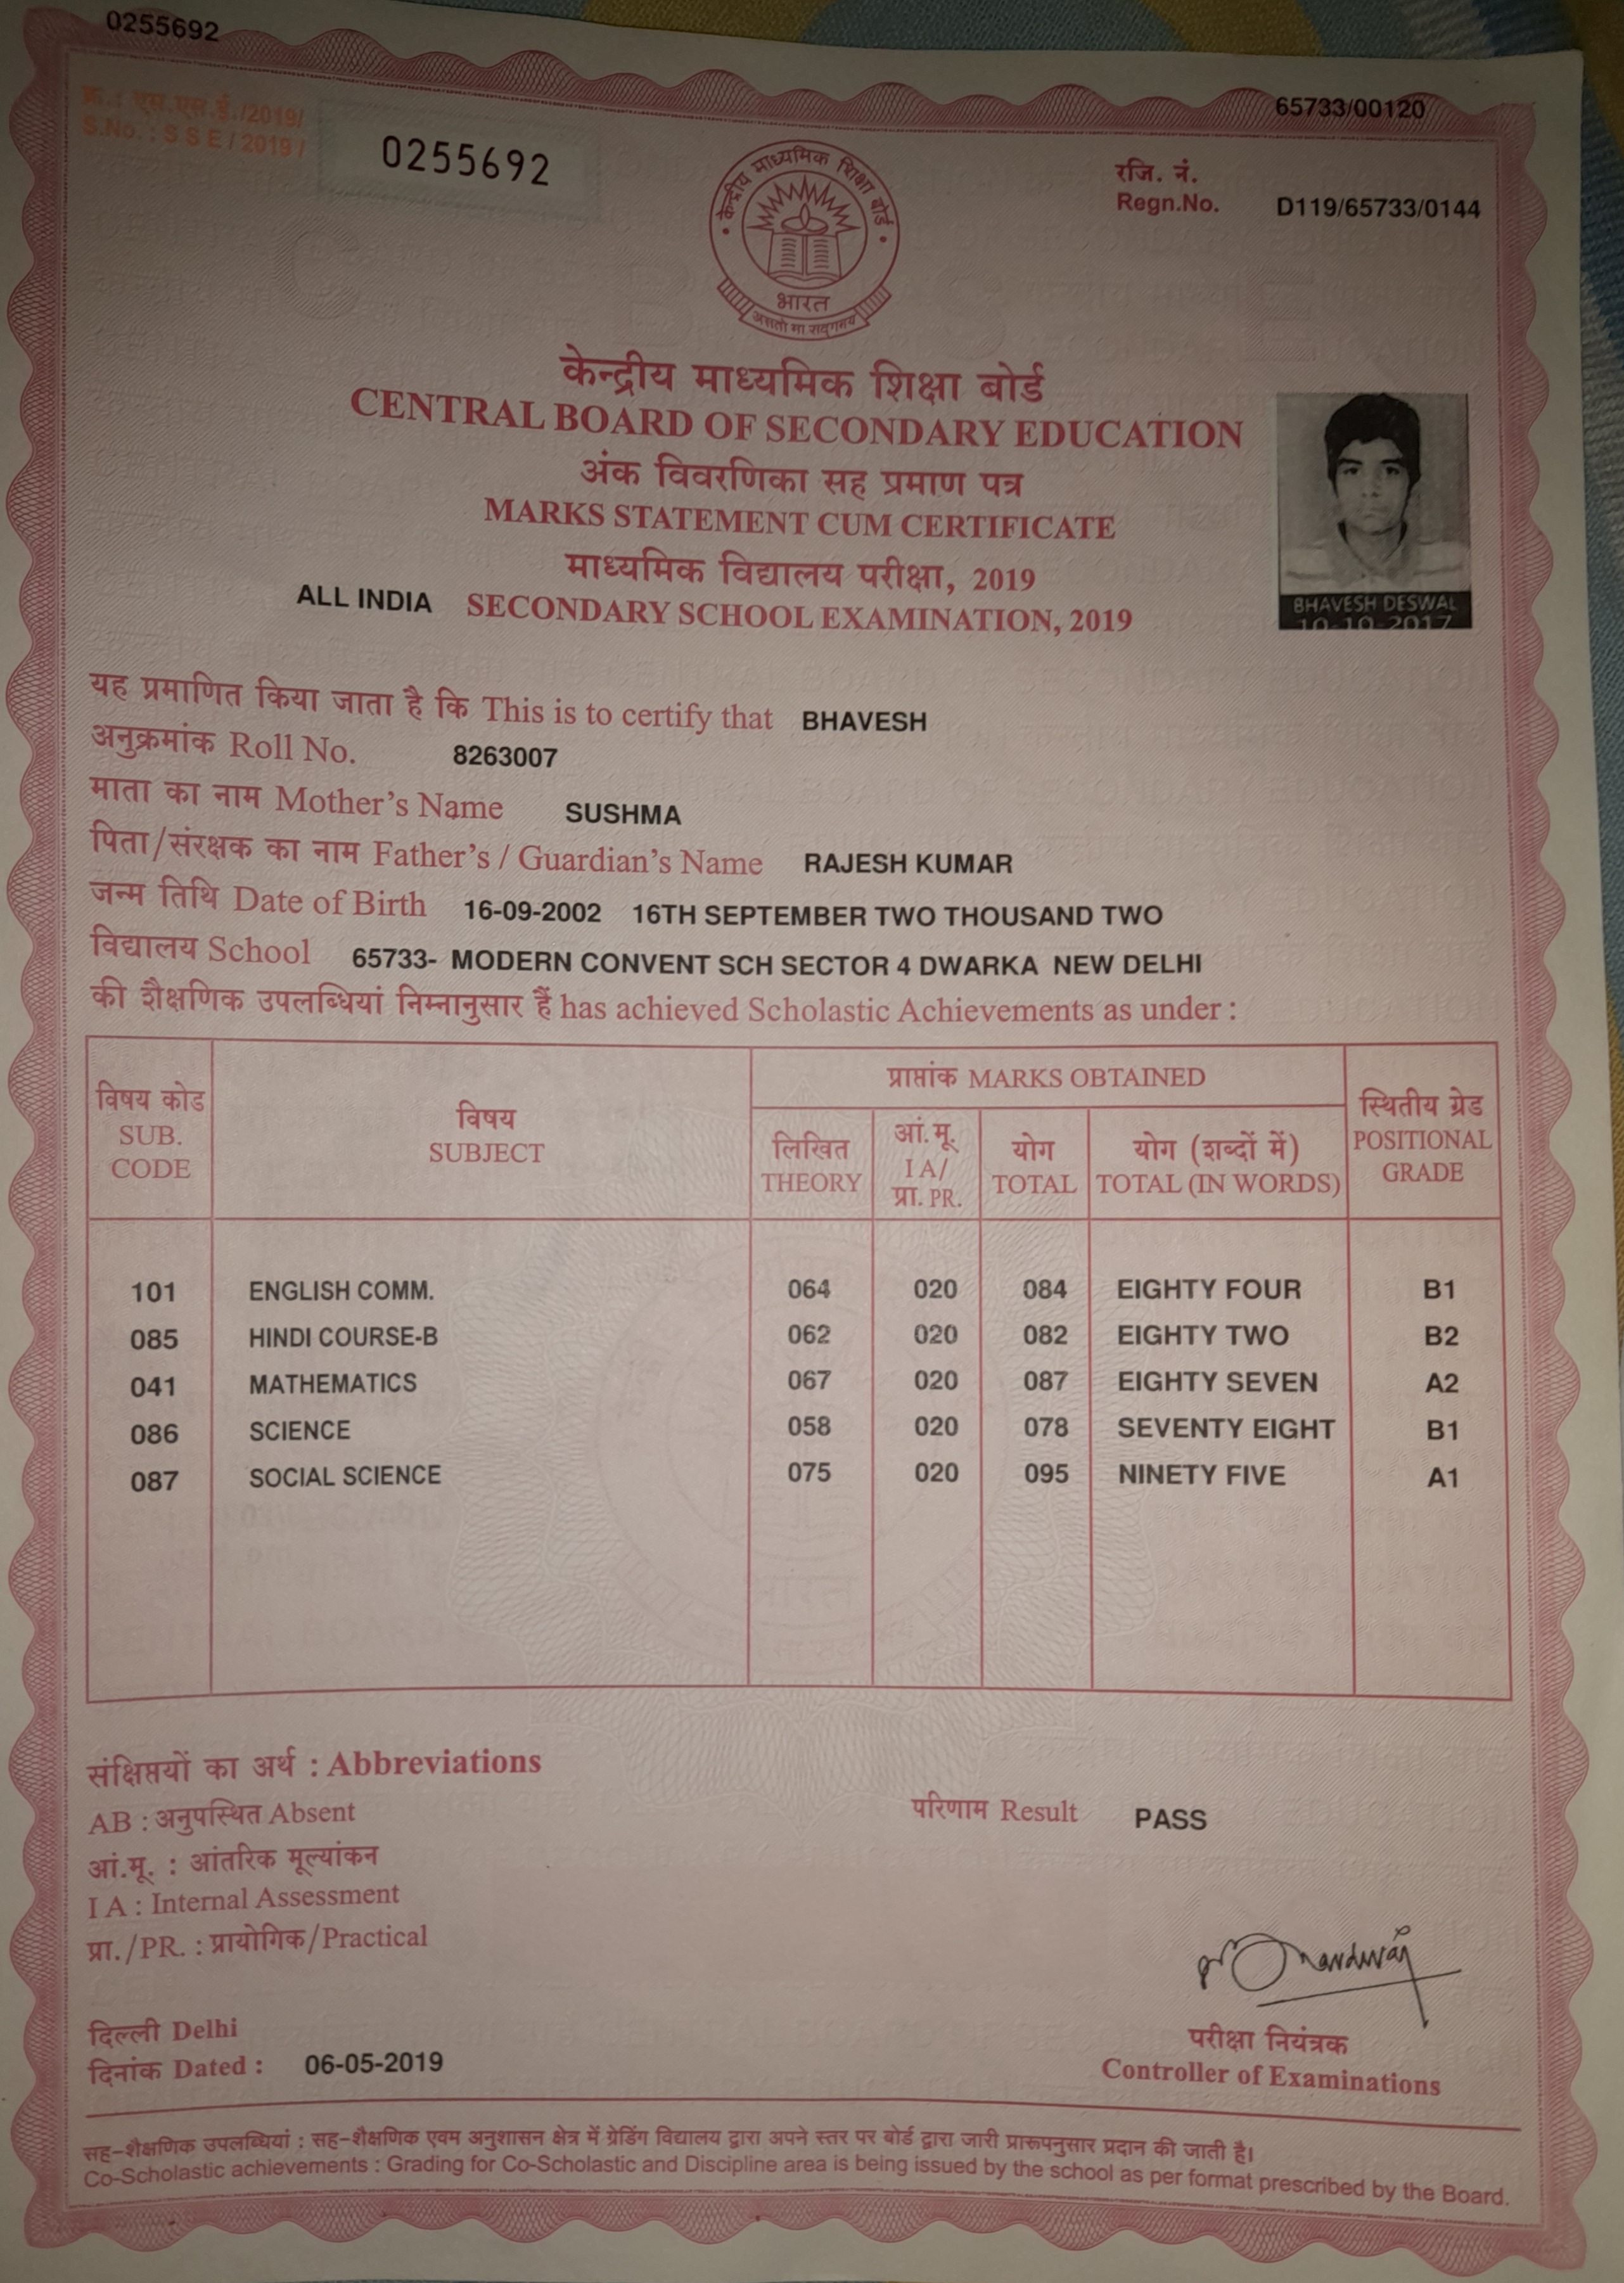 0255692
65733/00120
क्र.: एस.एस.ई./2019/
S.No. : S S E / 2019 /
0255692
रजि. नं.
Regn.No. D119/65733/0144
केन्द्रीय माध्यमिक शिक्षा बोर्ड
भारत
असतो मा सद्गमय
केन्द्रीय माध्यमिक शिक्षा बोर्ड
CENTRAL BOARD OF SECONDARY EDUCATION
अंक विवरणिका सह प्रमाण पत्र
MARKS STATEMENT CUM CERTIFICATE
माध्यमिक विद्यालय परीक्षा, 2019
ALL INDIA SECONDARY SCHOOL EXAMINATION, 2019
BHAVESH DESWAL
10-10-2017
यह प्रमाणित किया जाता है कि This is to certify that BHAVESH
अनुक्रमांक Roll No. 8263007
माता का नाम Mother's Name SUSHMA
पिता/संरक्षक का नाम Father's / Guardian's Name RAJESH KUMAR
जन्म तिथि Date of Birth 16-09-2002 16TH SEPTEMBER TWO THOUSAND TWO
विद्यालय School 65733- MODERN CONVENT SCH SECTOR 4 DWARKA NEW DELHI
की शैक्षणिक उपलब्धियां निम्नानुसार हैं has achieved Scholastic Achievements as under :
विषय कोड
SUB.
CODE
विषय
SUBJECT
प्राप्तांक MARKS OBTAINED
लिखित
THEORY
आं.मू.
I A/
प्रा. PR.
योग
TOTAL
योग (शब्दों में)
TOTAL (IN WORDS)
स्थितीय ग्रेड
POSITIONAL
GRADE
101 ENGLISH COMM. 064 020 084 EIGHTY FOUR B1
085 HINDI COURSE-B 062 020 082 EIGHTY TWO B2
041 MATHEMATICS 067 020 087 EIGHTY SEVEN A2
086 SCIENCE 058 020 078 SEVENTY EIGHT B1
087 SOCIAL SCIENCE 075 020 095 NINETY FIVE A1
संक्षिप्तयों का अर्थ : Abbreviations
AB : अनुपस्थित Absent
आं.मू. : आंतरिक मूल्यांकन
I A : Internal Assessment
प्रा./PR. : प्रायोगिक/Practical
परिणाम Result PASS
दिल्ली Delhi
दिनांक Dated : 06-05-2019
परीक्षा नियंत्रक
Controller of Examinations
सह-शैक्षणिक उपलब्धियां : सह-शैक्षणिक एवम अनुशासन क्षेत्र में ग्रेडिंग विद्यालय द्वारा अपने स्तर पर बोर्ड द्वारा जारी प्रारूपनुसार प्रदान की जाती है।
Co-Scholastic achievements : Grading for Co-Scholastic and Discipline area is being issued by the school as per format prescribed by the Board.